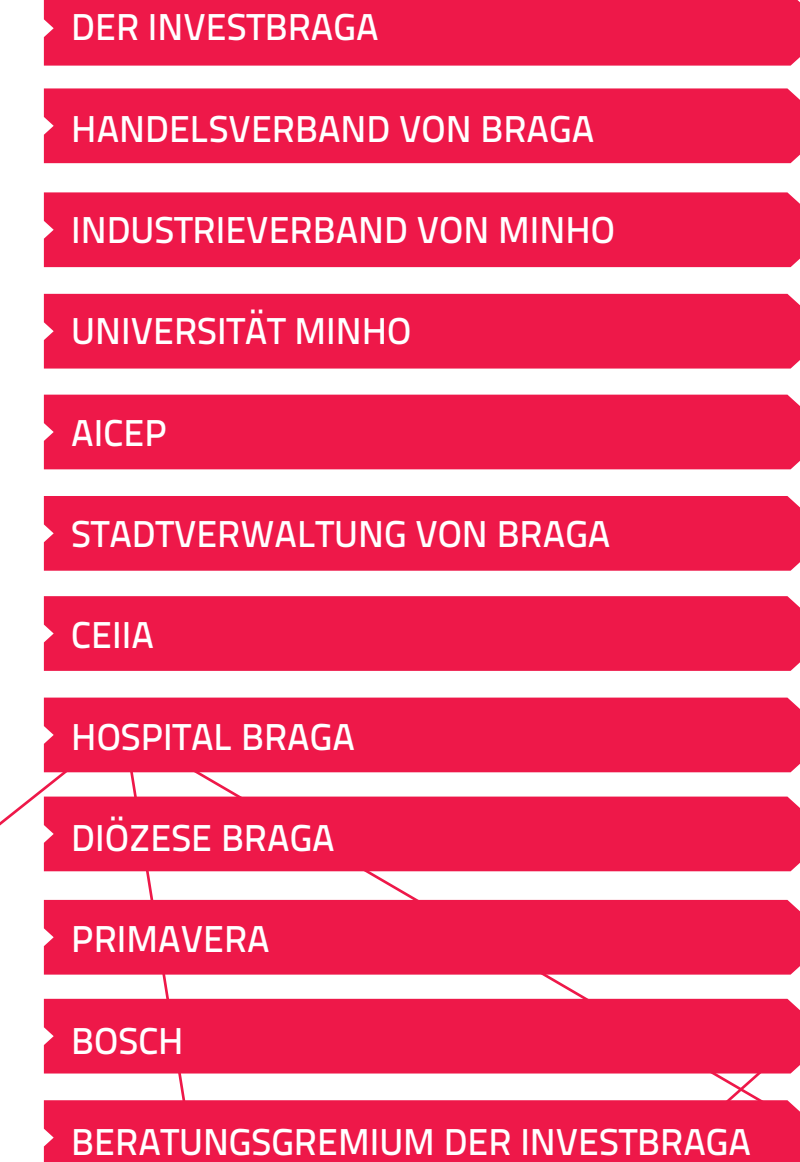 DER INVESTBRAGA
HANDELSVERBAND VON BRAGA
INDUSTRIEVERBAND VON MINHO
UNIVERSITÄT MINHO
AICEP
STADTVERWALTUNG VON BRAGA
CEIIA
HOSPITAL BRAGA
DIÖZESE BRAGA
PRIMAVERA
BOSCH
BERATUNGSGREMIUM DER INVESTBRAGA